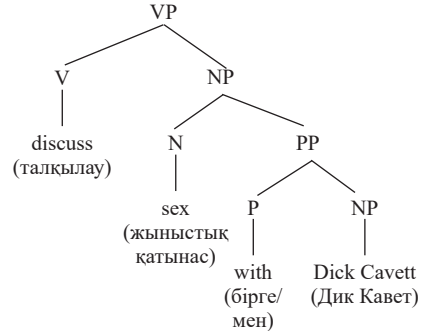 VP
V NP
discuss N PP
(талқылау)
sex P NP
(жыныстық
қатынас) with Dick Cavett
(бірге/ (Дик Кавет)
мен)